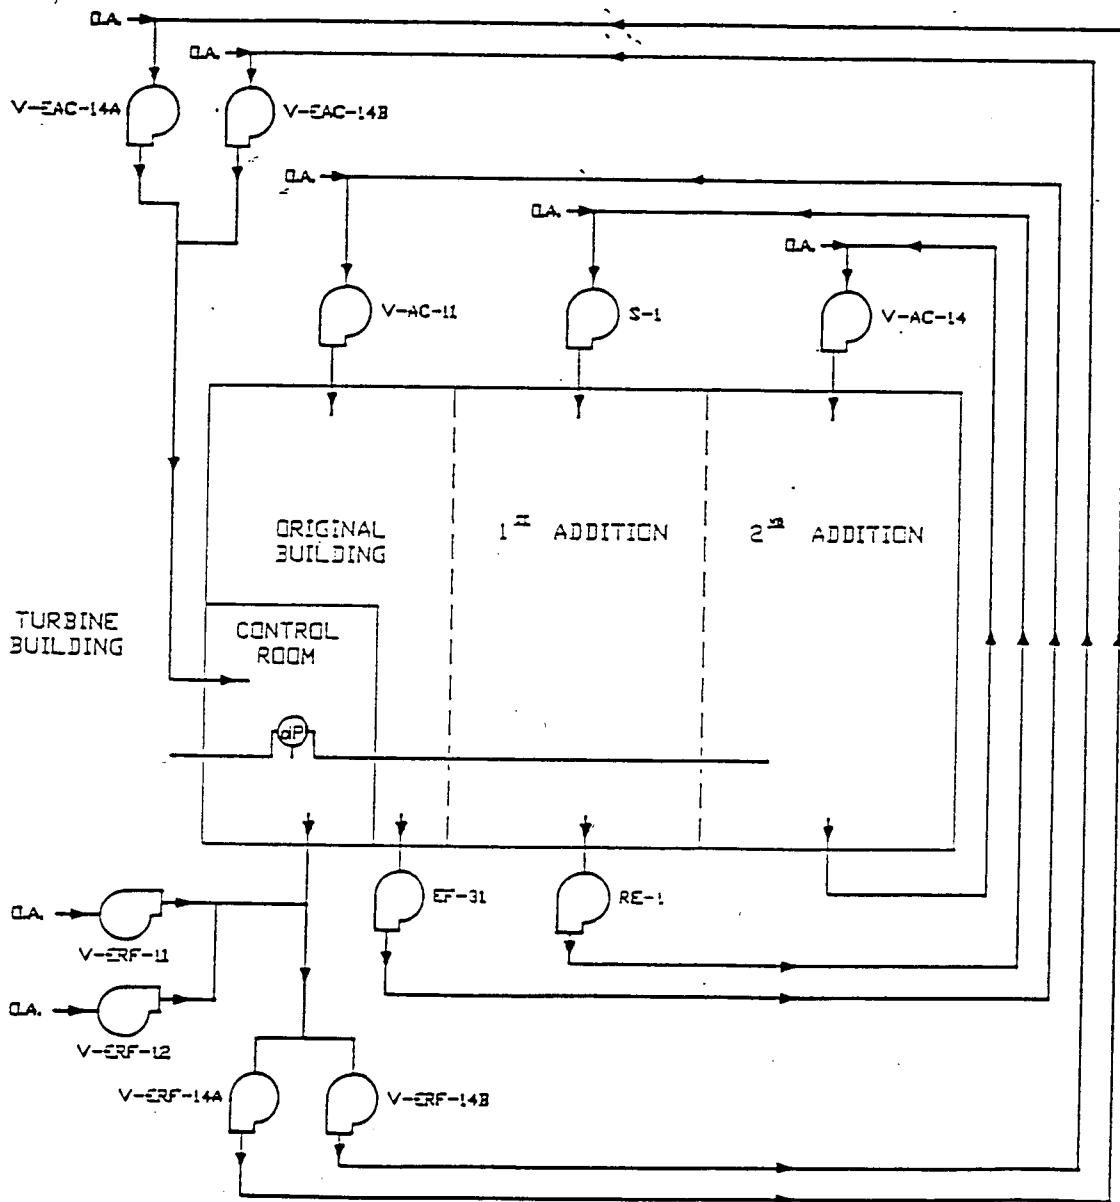 O.A.
O.A.
V-EAC-14A
V-EAC-14B
O.A.
O.A.
O.A.
V-AC-11
S-1
V-AC-14
ORIGINAL
BUILDING
1ST ADDITION
2ND ADDITION
TURBINE
BUILDING
CONTROL
ROOM
dP
EF-31
RE-1
O.A.
V-ERF-11
O.A.
V-ERF-12
V-ERF-14A
V-ERF-14B